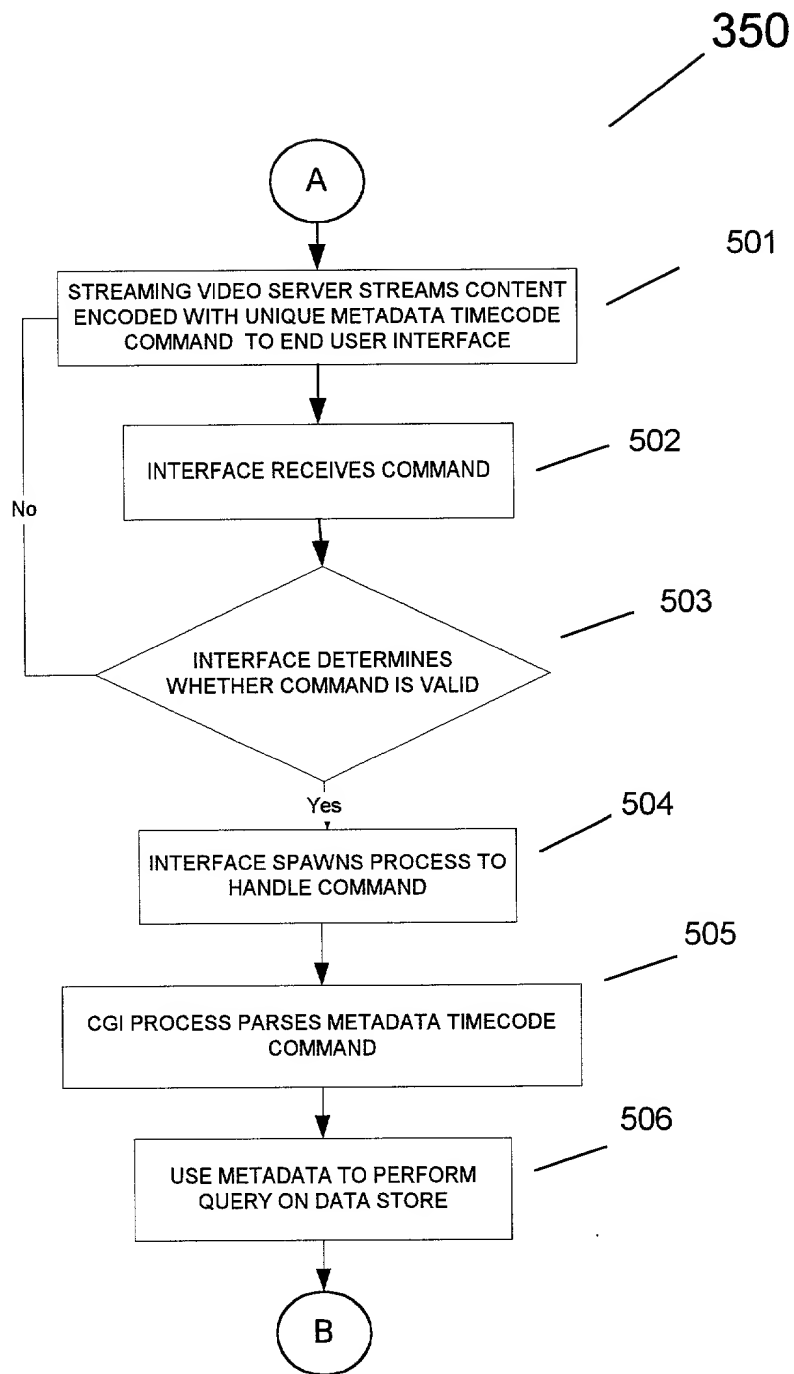 350
A
501
STREAMING VIDEO SERVER STREAMS CONTENT
ENCODED WITH UNIQUE METADATA TIMECODE
COMMAND TO END USER INTERFACE
502
INTERFACE RECEIVES COMMAND
No
503
INTERFACE DETERMINES
WHETHER COMMAND IS VALID
Yes
504
INTERFACE SPAWNS PROCESS TO
HANDLE COMMAND
505
CGI PROCESS PARSES METADATA TIMECODE
COMMAND
506
USE METADATA TO PERFORM
QUERY ON DATA STORE
B